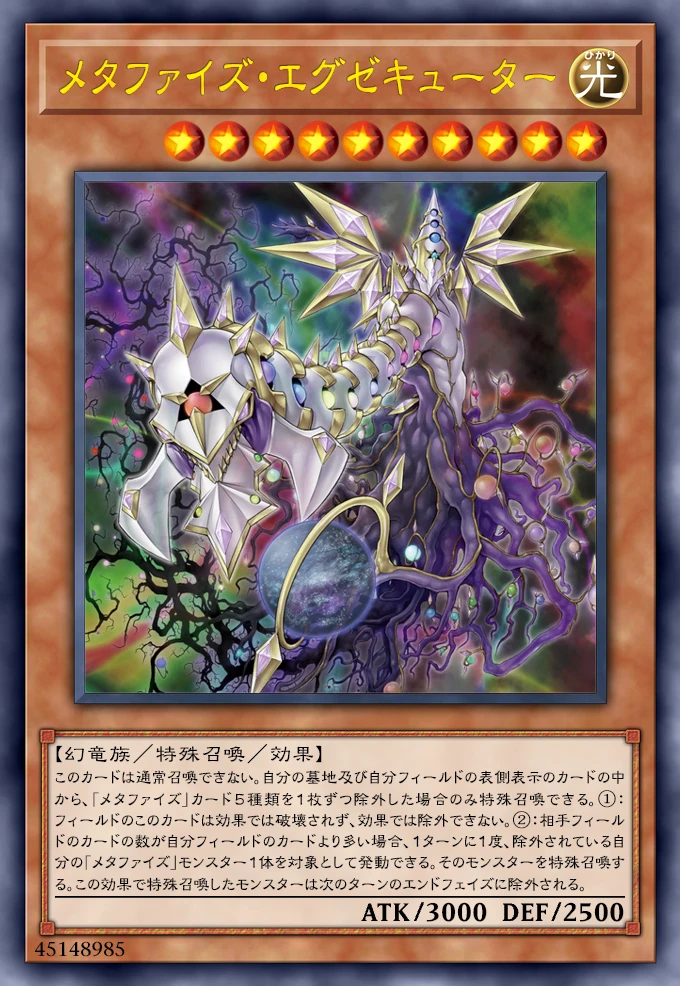 メタファイズ・エグゼキューター
ひかり
光
【幻竜族／特殊召喚／効果】
このカードは通常召喚できない。自分の墓地及び自分フィールドの表側表示のカードの中
から、「メタファイズ」カード５種類を１枚ずつ除外した場合のみ特殊召喚できる。①：
フィールドのこのカードは効果では破壊されず、効果では除外できない。②：相手フィール
ドのカードの数が自分フィールドのカードより多い場合、１ターンに１度、除外されている自
分の「メタファイズ」モンスター１体を対象として発動できる。そのモンスターを特殊召喚す
る。この効果で特殊召喚したモンスターは次のターンのエンドフェイズに除外される。
ATK/3000 DEF/2500
45148985